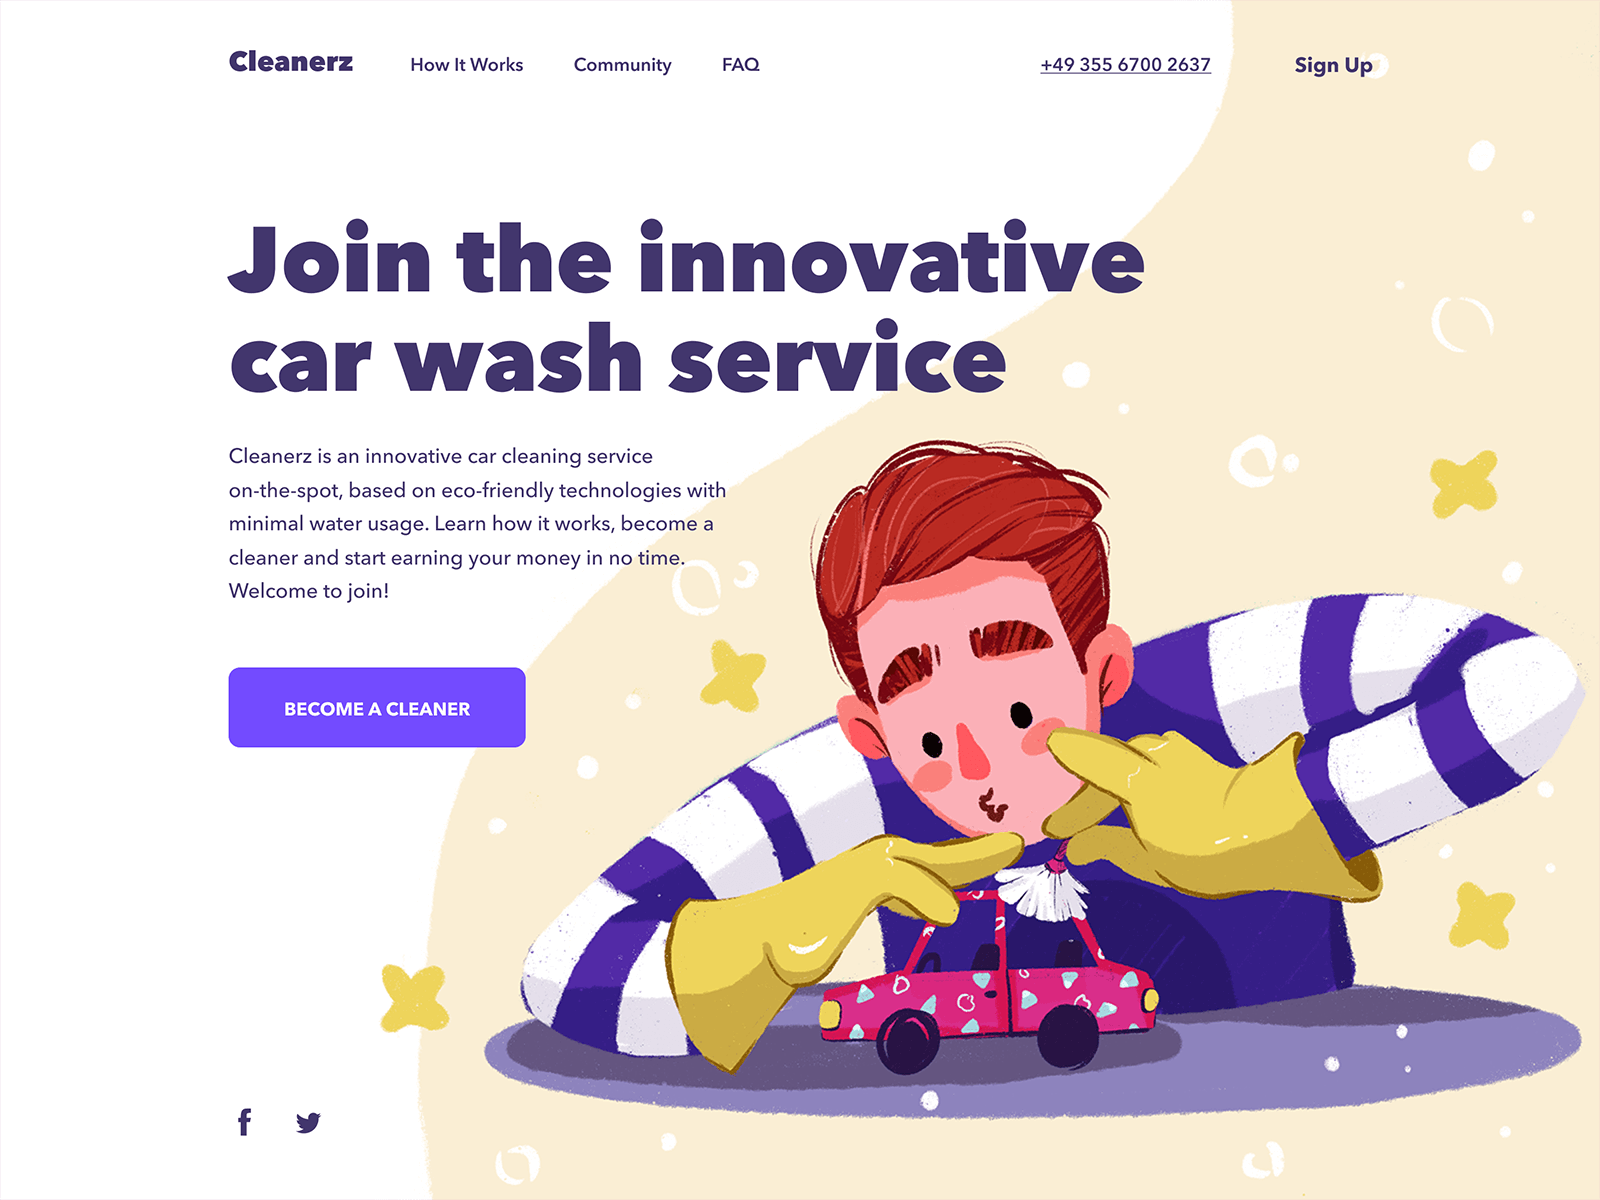 Cleanerz
How It Works
Community
FAQ
+49 355 6700 2637
Sign Up
Join the innovative
car wash service
Cleanerz is an innovative car cleaning service
on-the-spot, based on eco-friendly technologies with
minimal water usage. Learn how it works, become a
cleaner and start earning your money in no time.
Welcome to join!
BECOME A CLEANER